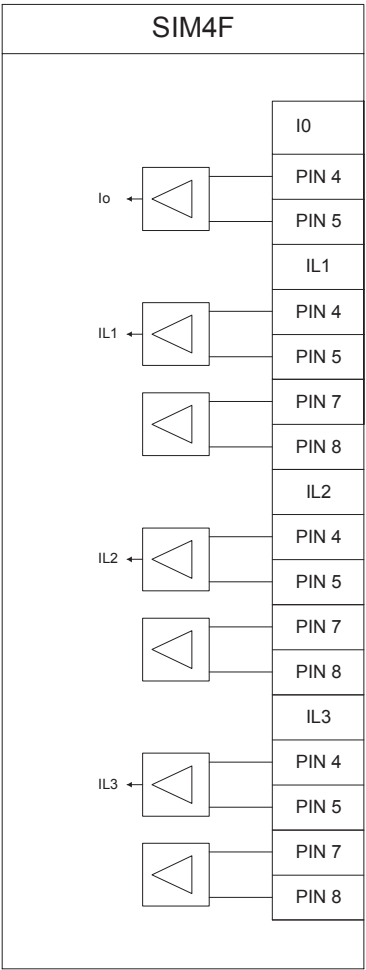 SIM4F
I0
PIN 4
Io
PIN 5
IL1
PIN 4
IL1
PIN 5
PIN 7
PIN 8
IL2
PIN 4
IL2
PIN 5
PIN 7
PIN 8
IL3
PIN 4
IL3
PIN 5
PIN 7
PIN 8